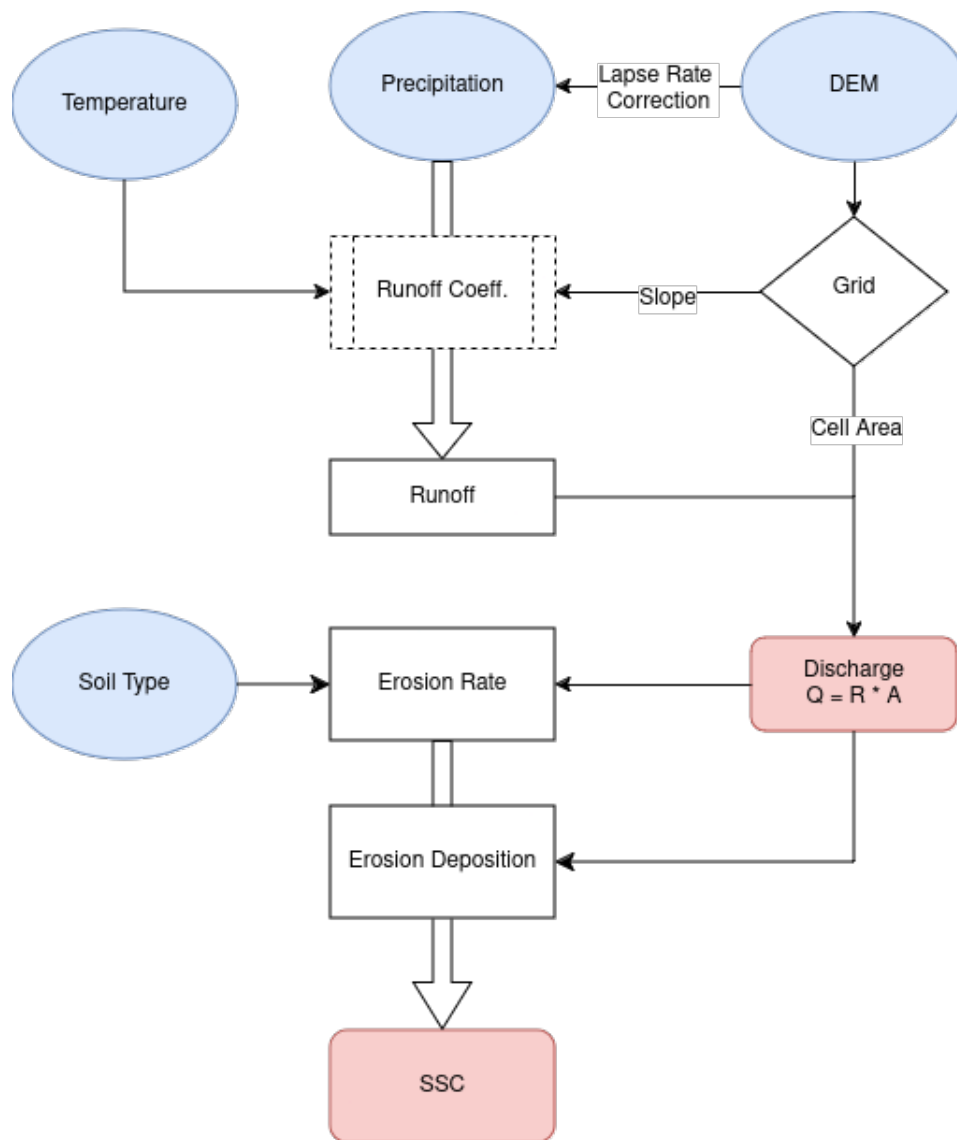 Temperature
Precipitation
Lapse Rate
Correction
DEM
Runoff Coeff.
Slope
Grid
Cell Area
Runoff
Soil Type
Erosion Rate
Discharge
Q = R * A
Erosion Deposition
SSC